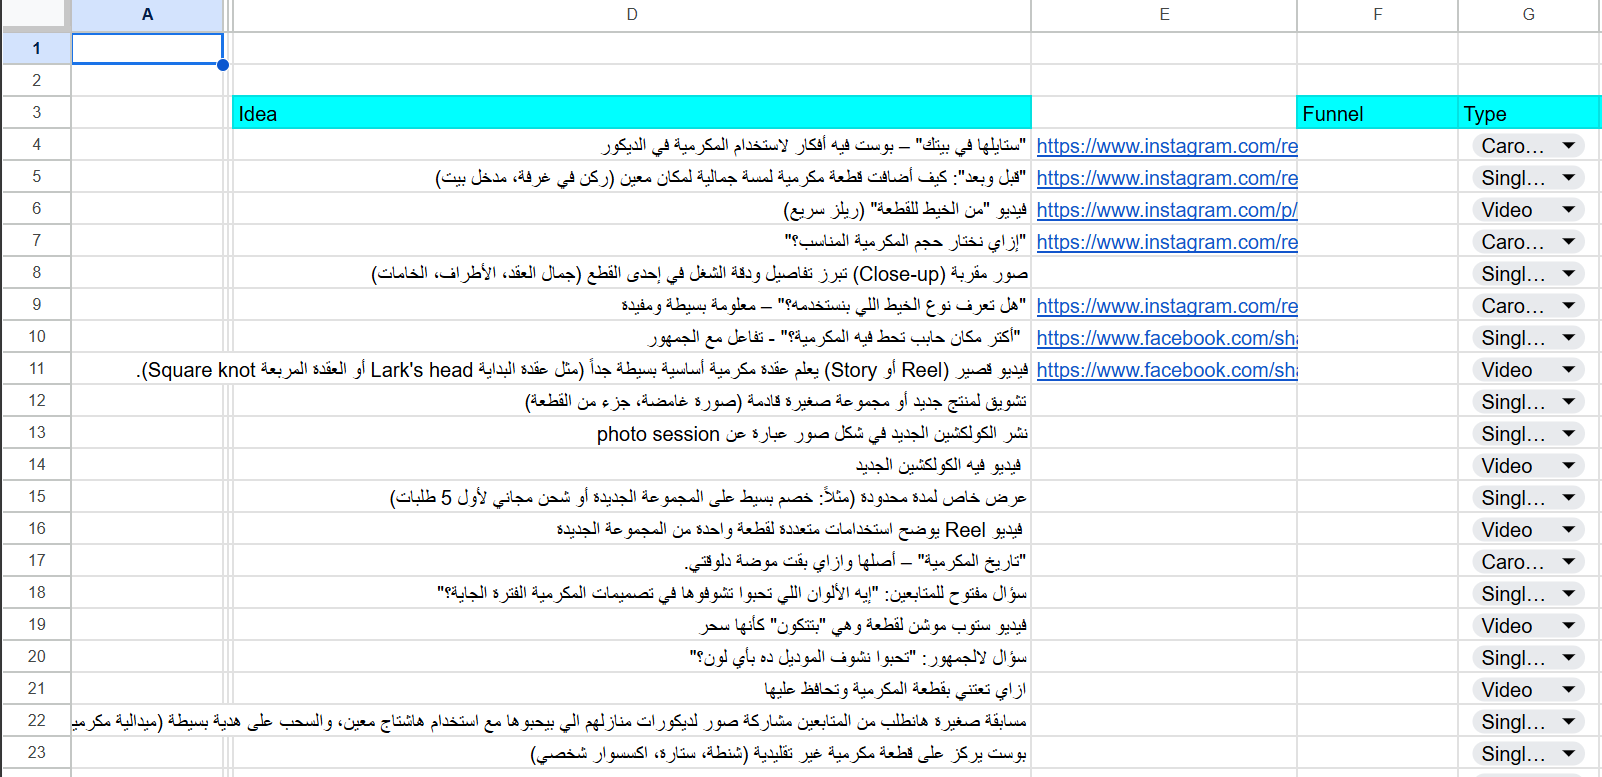 A D E F G
1
2
3 Idea Funnel Type
4 "ستايلها في بيتك" – بوست فيه أفكار لاستخدام المكرمية في الديكور https://www.instagram.com/re Caro...
5 "قبل وبعد": كيف أضافت قطعة مكرمية لمسة جمالية لمكان معين (ركن في غرفة، مدخل بيت) https://www.instagram.com/re Singl...
6 فيديو "من الخيط للقطعة" (ريلز سريع) https://www.instagram.com/p/ Video
7 "إزاي نختار حجم المكرمية المناسب؟" https://www.instagram.com/re Caro...
8 صور مقربة (Close-up) تبرز تفاصيل ودقة الشغل في إحدى القطع (جمال العقد، الأطراف، الخامات) Singl...
9 "هل تعرف نوع الخيط اللي بنستخدمه؟" – معلومة بسيطة ومفيدة https://www.instagram.com/re Caro...
10 "أكتر مكان حابب تحط فيه المكرمية؟" - تفاعل مع الجمهور https://www.facebook.com/sha Singl...
11 فيديو قصير (Reel أو Story) يعلم عقدة مكرمية أساسية بسيطة جداً (مثل عقدة البداية Lark's head أو العقدة المربعة Square knot). https://www.facebook.com/sha Video
12 تشويق لمنتج جديد أو مجموعة صغيرة قادمة (صورة غامضة، جزء من القطعة) Singl...
13 نشر الكولكشين الجديد في شكل صور عبارة عن photo session Singl...
14 فيديو فيه الكولكشين الجديد Video
15 عرض خاص لمدة محدودة (مثلاً: خصم بسيط على المجموعة الجديدة أو شحن مجاني لأول 5 طلبات) Singl...
16 فيديو Reel يوضح استخدامات متعددة لقطعة واحدة من المجموعة الجديدة Video
17 "تاريخ المكرمية" – أصلها وازاي بقت موضة دلوقتي. Caro...
18 سؤال مفتوح للمتابعين: "إيه الألوان اللي تحبوا تشوفوها في تصميمات المكرمية الفترة الجاية؟" Singl...
19 فيديو ستوب موشن لقطعة وهي "بتتكون" كأنها سحر Video
20 سؤال لالجمهور: "تحبوا نشوف الموديل ده بأي لون؟" Singl...
21 ازاي تعتني بقطعة المكرمية وتحافظ عليها Video
22 مسابقة صغيرة هانطلب من المتابعين مشاركة صور لديكورات منازلهم الي بيحبوها مع استخدام هاشتاج معين، والسحب على هدية بسيطة (ميدالية مكرمي Singl...
23 بوست يركز على قطعة مكرمية غير تقليدية (شنطة، ستارة، اكسسوار شخصي) Singl...